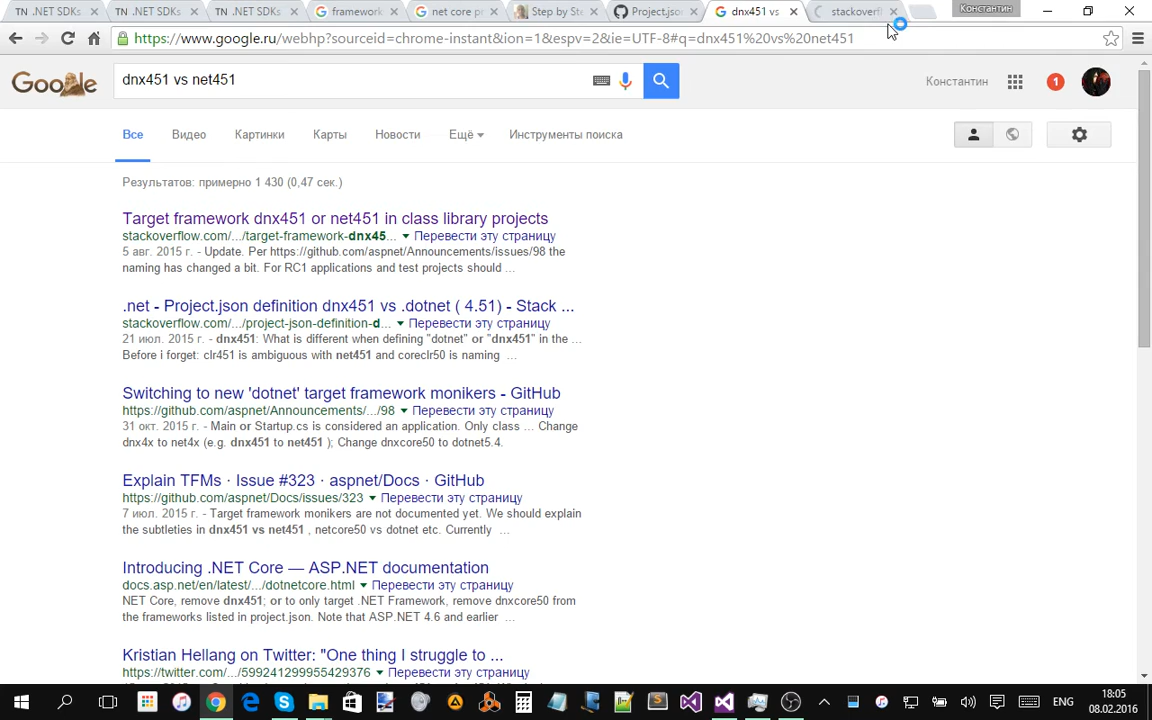 .NET SDKs
.NET SDKs
.NET SDKs
framework
net core pr
Step by Ste
Project.json
dnx451 vs
stackoverfl
Константин
https://www.google.ru/webhp?sourceid=chrome-instant&ion=1&espv=2&ie=UTF-8#q=dnx451%20vs%20net451
Google
dnx451 vs net451
Константин
1
Все
Видео
Картинки
Карты
Новости
Ещё
Инструменты поиска
Результатов: примерно 1 430 (0,47 сек.)
Target framework dnx451 or net451 in class library projects
stackoverflow.com/.../target-framework-dnx45... Перевести эту страницу
5 авг. 2015 г. - Update. Per https://github.com/aspnet/Announcements/issues/98 the
naming has changed a bit. For RC1 applications and test projects should ...
.net - Project.json definition dnx451 vs .dotnet ( 4.51) - Stack ...
stackoverflow.com/.../project-json-definition-d... Перевести эту страницу
21 июл. 2015 г. - dnx451: What is different when defining "dotnet" or "dnx451" in the ...
Before i forget: clr451 is ambiguous with net451 and coreclr50 is naming ...
Switching to new 'dotnet' target framework monikers - GitHub
https://github.com/aspnet/Announcements/.../98 Перевести эту страницу
31 окт. 2015 г. - Main or Startup.cs is considered an application. Only class ... Change
dnx4x to net4x (e.g. dnx451 to net451 ); Change dnxcore50 to dotnet5.4.
Explain TFMs · Issue #323 · aspnet/Docs · GitHub
https://github.com/aspnet/Docs/issues/323 Перевести эту страницу
7 июл. 2015 г. - Target framework monikers are not documented yet. We should explain
the subtleties in dnx451 vs net451 , netcore50 vs dotnet etc. Currently ...
Introducing .NET Core — ASP.NET documentation
docs.asp.net/en/latest/.../dotnetcore.html Перевести эту страницу
NET Core, remove dnx451; or to only target .NET Framework, remove dnxcore50 from
the frameworks listed in project.json. Note that ASP.NET 4.6 and earlier ...
Kristian Hellang on Twitter: "One thing I struggle to ...
https://twitter.com/.../599241299955429376 Перевести эту страницу
ENG
18:05
08.02.2016